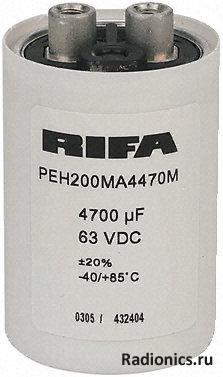 RIFA
PEH200MA4470M
4700 µF
63 VDC
±20%
-40/+85°C
0305 / 432404
Radionics.ru